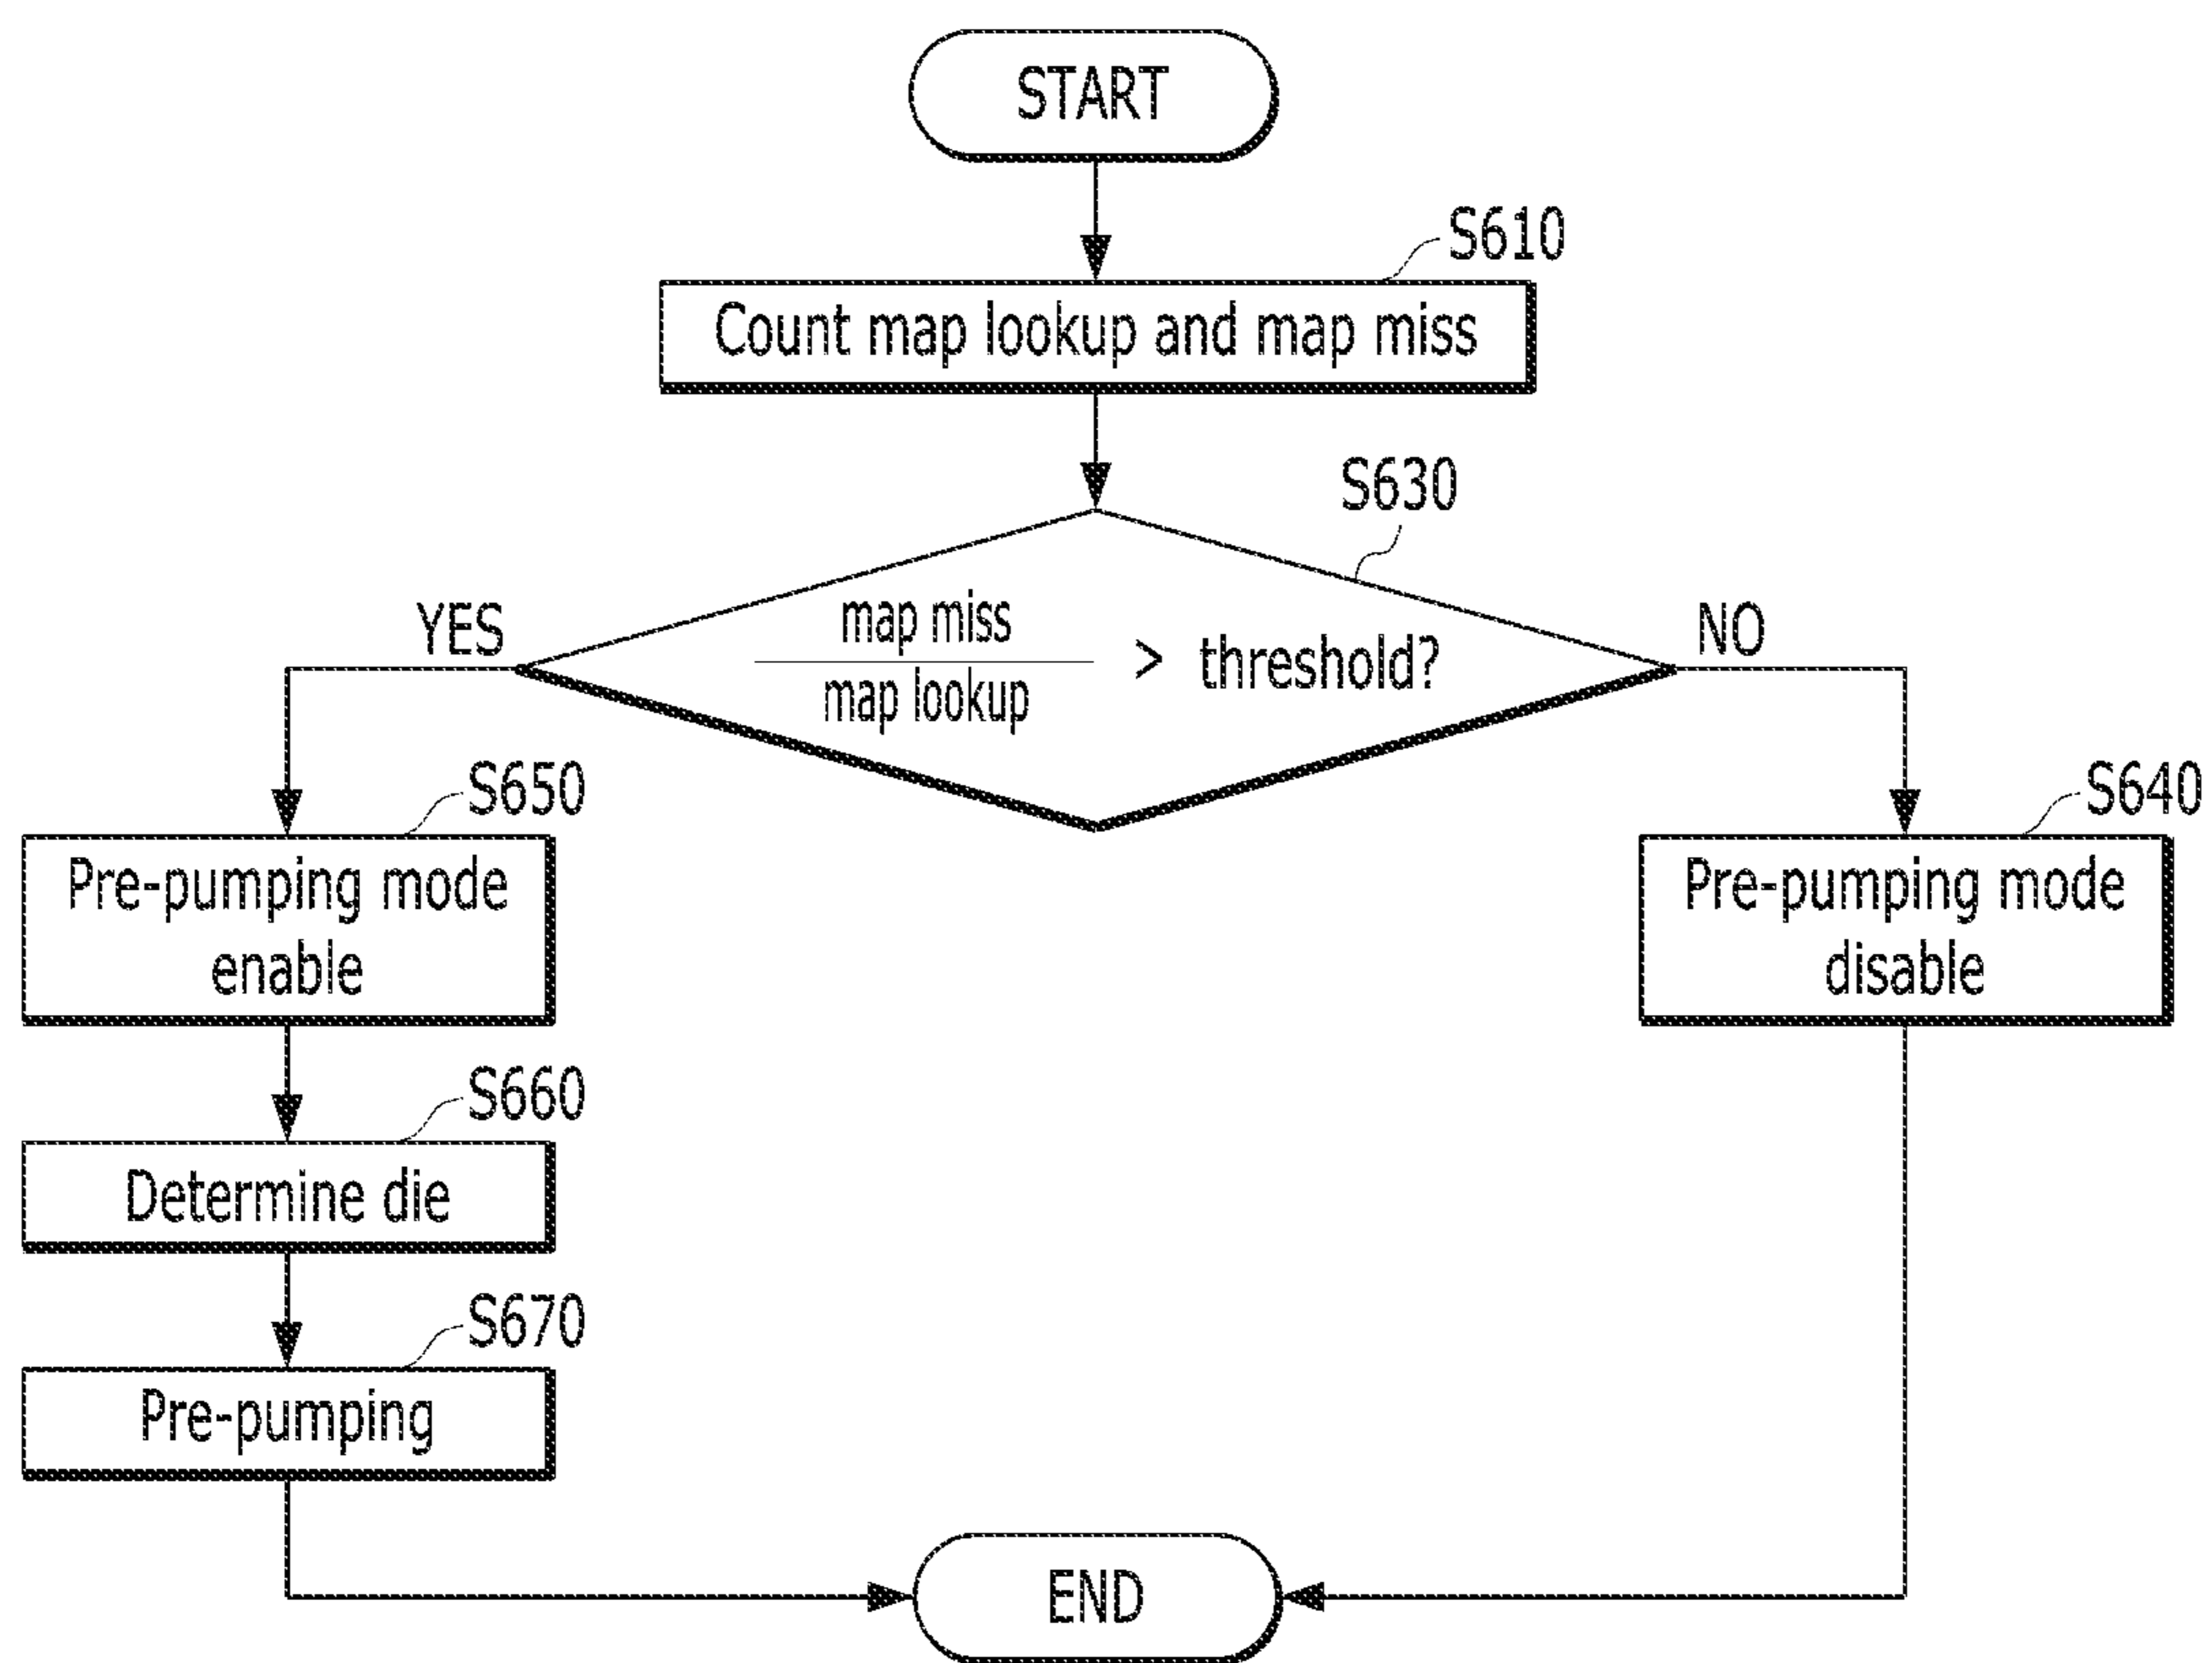 START
S610
Count map lookup and map miss
S630
YES
map miss
map lookup
> threshold?
NO
S650
Pre-pumping mode
enable
S640
Pre-pumping mode
disable
S660
Determine die
S670
Pre-pumping
END